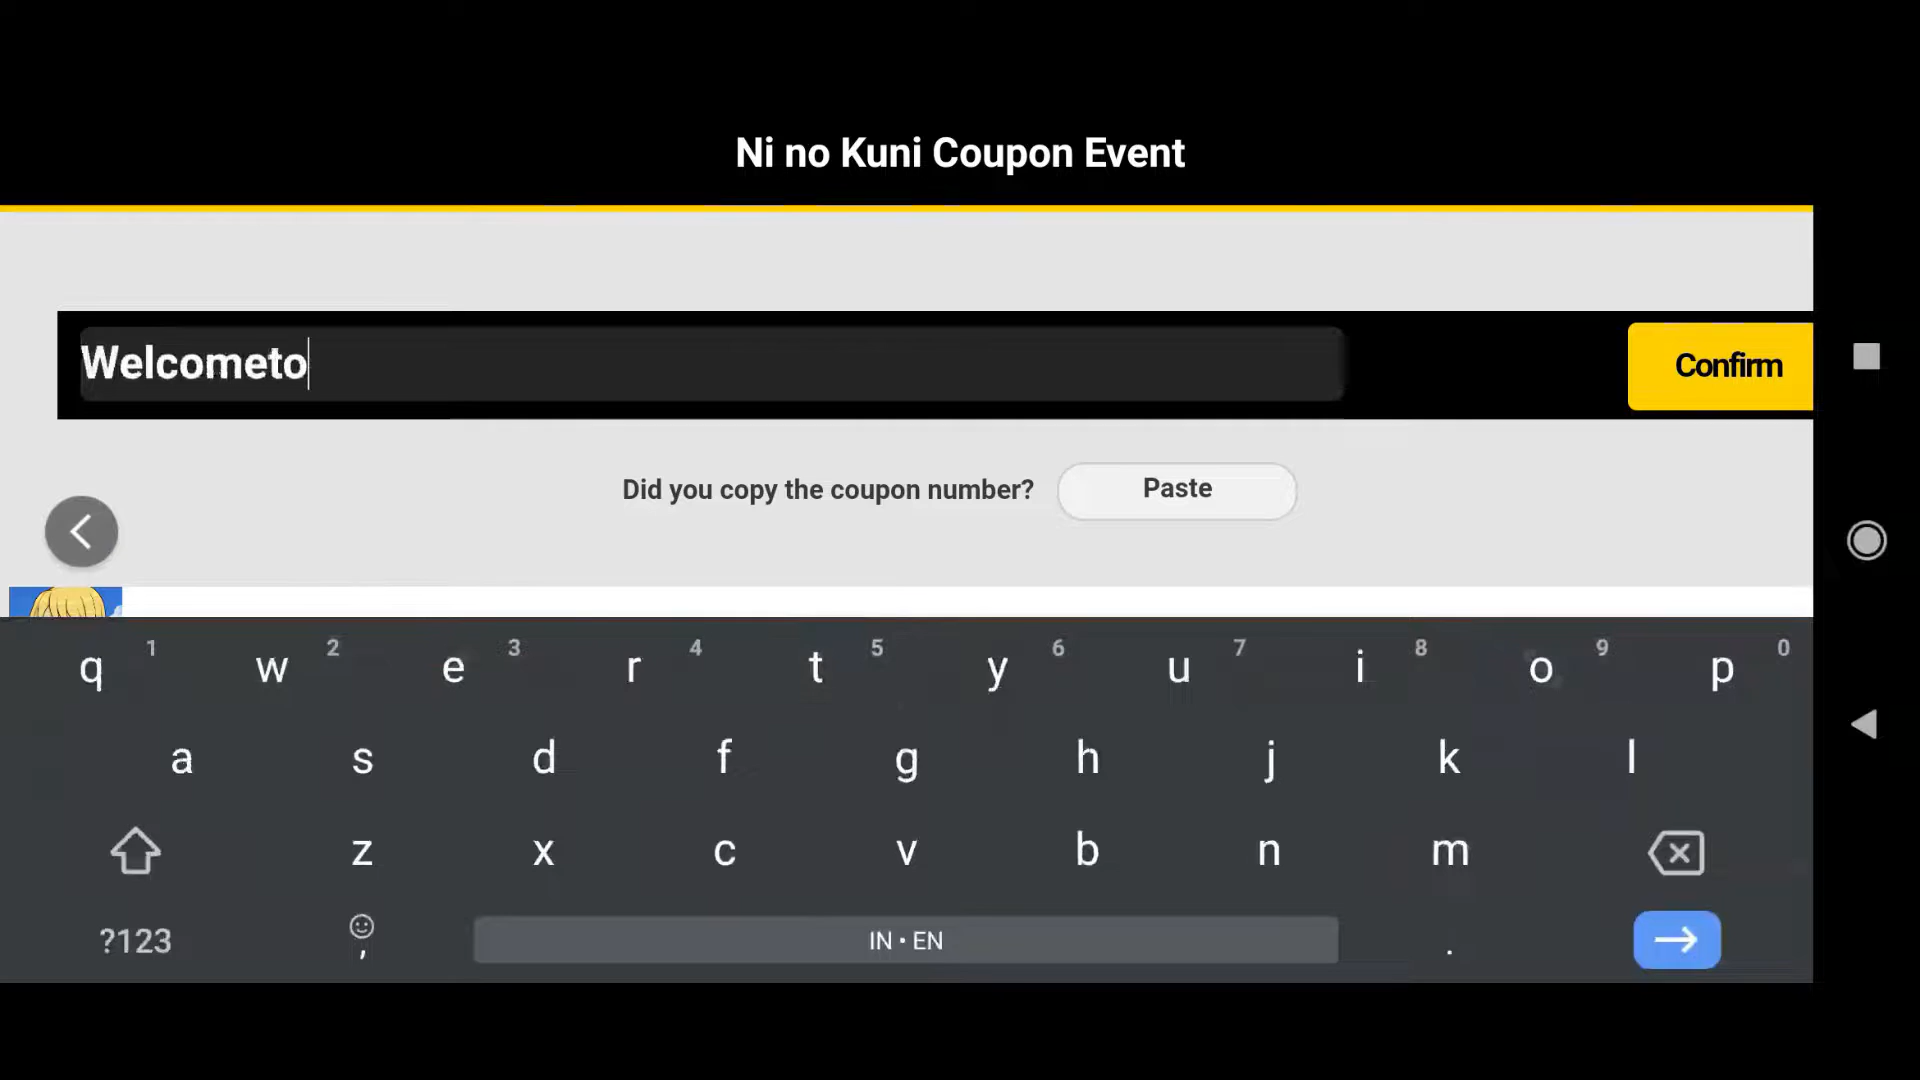 Ni no Kuni Coupon Event
Welcometo
Confirm
Did you copy the coupon number? Paste
q 1 w 2 e 3 r 4 t 5 y 6 u 7 i 8 o 9 p 0
a s d f g h j k l
z x c v b n m
?123 , IN • EN .